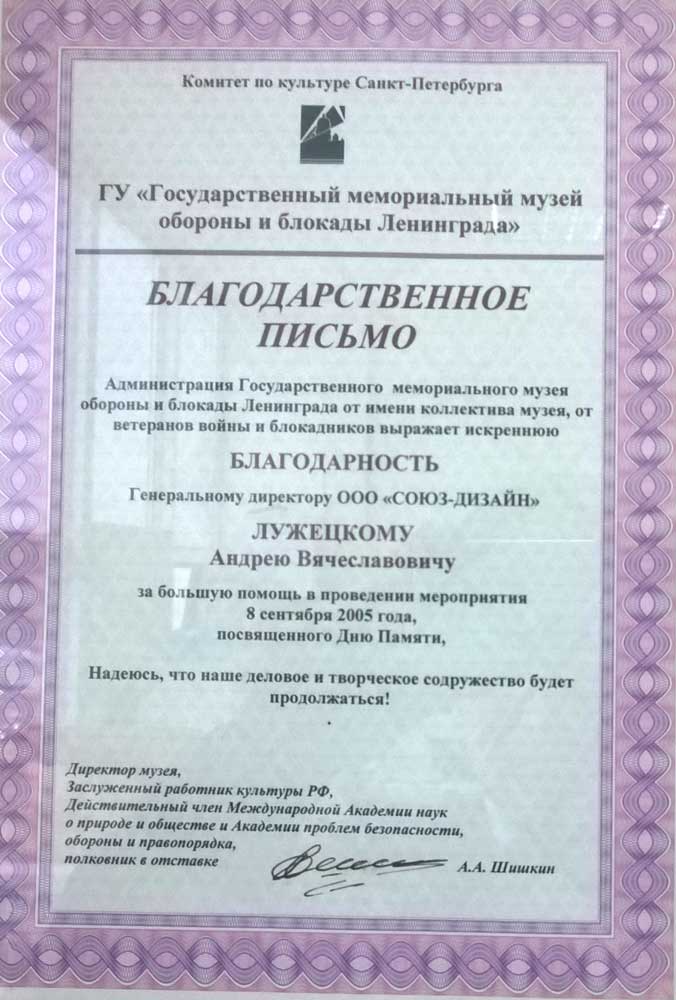 Комитет по культуре Санкт-Петербурга
ГУ «Государственный мемориальный музей
обороны и блокады Ленинграда»
БЛАГОДАРСТВЕННОЕ
ПИСЬМО
Администрация Государственного мемориального музея
обороны и блокады Ленинграда от имени коллектива музея, от
ветеранов войны и блокадников выражает искреннюю
БЛАГОДАРНОСТЬ
Генеральному директору ООО «СОЮЗ-ДИЗАЙН»
ЛУЖЕЦКОМУ
Андрею Вячеславовичу
за большую помощь в проведении мероприятия
8 сентября 2005 года,
посвященного Дню Памяти,
Надеюсь, что наше деловое и творческое содружество будет
продолжаться!
.
Директор музея,
Заслуженный работник культуры РФ,
Действительный член Международной Академии наук
о природе и обществе и Академии проблем безопасности,
обороны и правопорядка,
полковник в отставке А.А. Шишкин